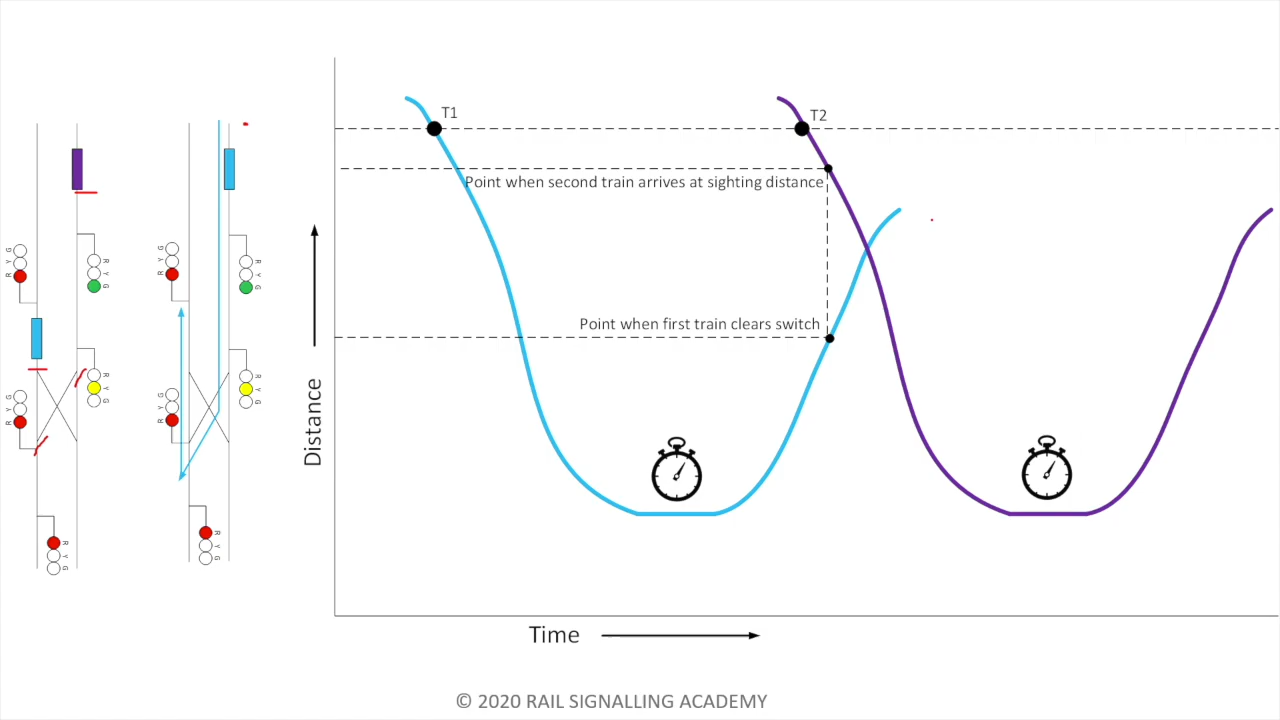 T1
T2
Point when second train arrives at sighting distance
Point when first train clears switch
Distance
Time
G Y R
R Y G
G Y R
R Y G
R Y G
G Y R
R Y G
G Y R
R Y G
R Y G
© 2020 RAIL SIGNALLING ACADEMY